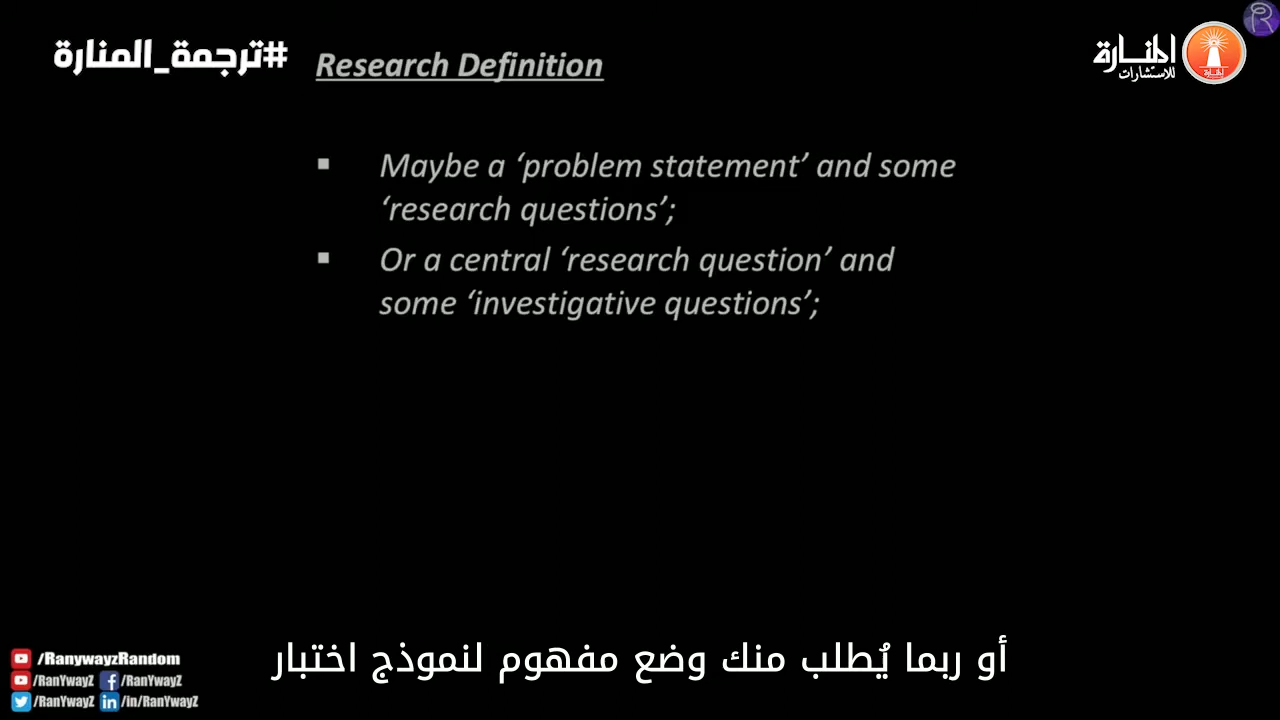 #ترجمة_المنارة
المنارة
للاستشارات
Research Definition
▪ Maybe a ‘problem statement’ and some
‘research questions’;
▪ Or a central ‘research question’ and
some ‘investigative questions’;
أو ربما يُطلب منك وضع مفهوم لنموذج اختبار
/RanywayzRandom
/RanYwayZ /RanYwayZ
/RanYwayZ /in/RanYwayZ